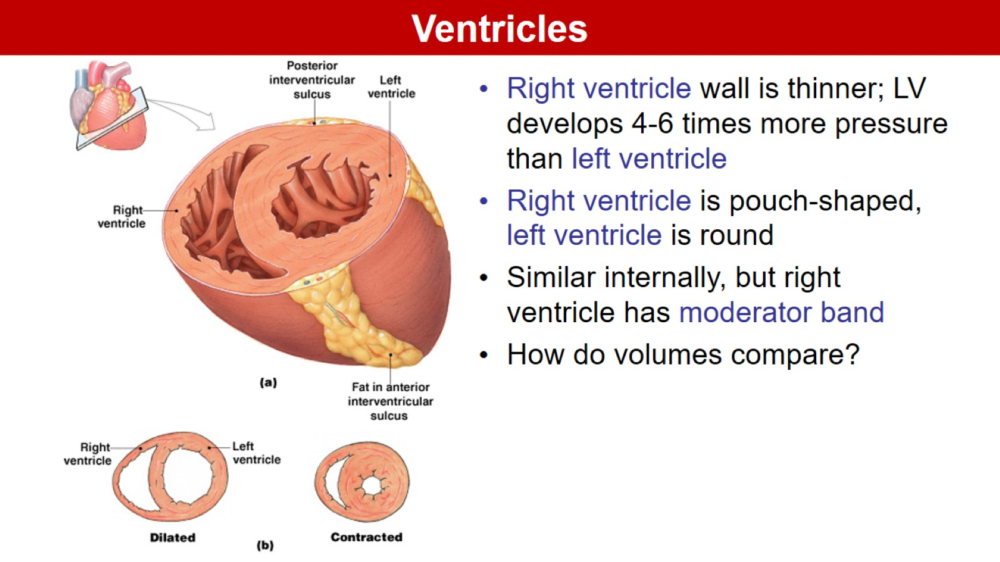 Ventricles
Posterior
interventricular
sulcus
Left
ventricle
Right
ventricle
(a)
Fat in anterior
interventricular
sulcus
Right
ventricle
Left
ventricle
Dilated
(b)
Contracted
• Right ventricle wall is thinner; LV
develops 4-6 times more pressure
than left ventricle
• Right ventricle is pouch-shaped,
left ventricle is round
• Similar internally, but right
ventricle has moderator band
• How do volumes compare?